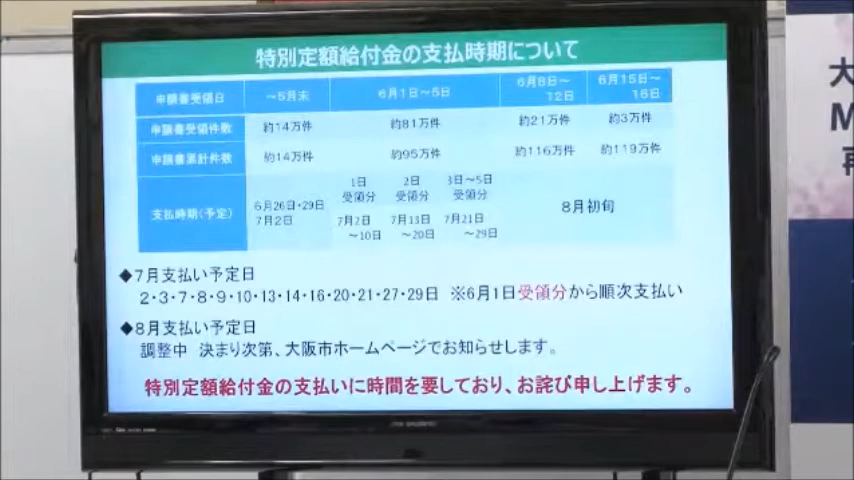 特別定額給付金の支払時期について
申請書受領日 ～5月末 6月1日～5日 6月8日～12日 6月15日～16日
申請書受領件数 約14万件 約81万件 約21万件 約3万件
申請書累計件数 約14万件 約95万件 約116万件 約119万件
支払時期(予定) 6月26日・29日 7月2日
1日受領分 2日受領分 3日～5日受領分
7月2日～10日 7月13日～20日 7月21日～29日
8月初旬
◆7月支払い予定日
2・3・7・8・9・10・13・14・16・20・21・27・29日 ※6月1日受領分から順次支払い
◆8月支払い予定日
調整中 決まり次第、大阪市ホームページでお知らせします。
特別定額給付金の支払いに時間を要しており、お詫び申し上げます。
大
M
再